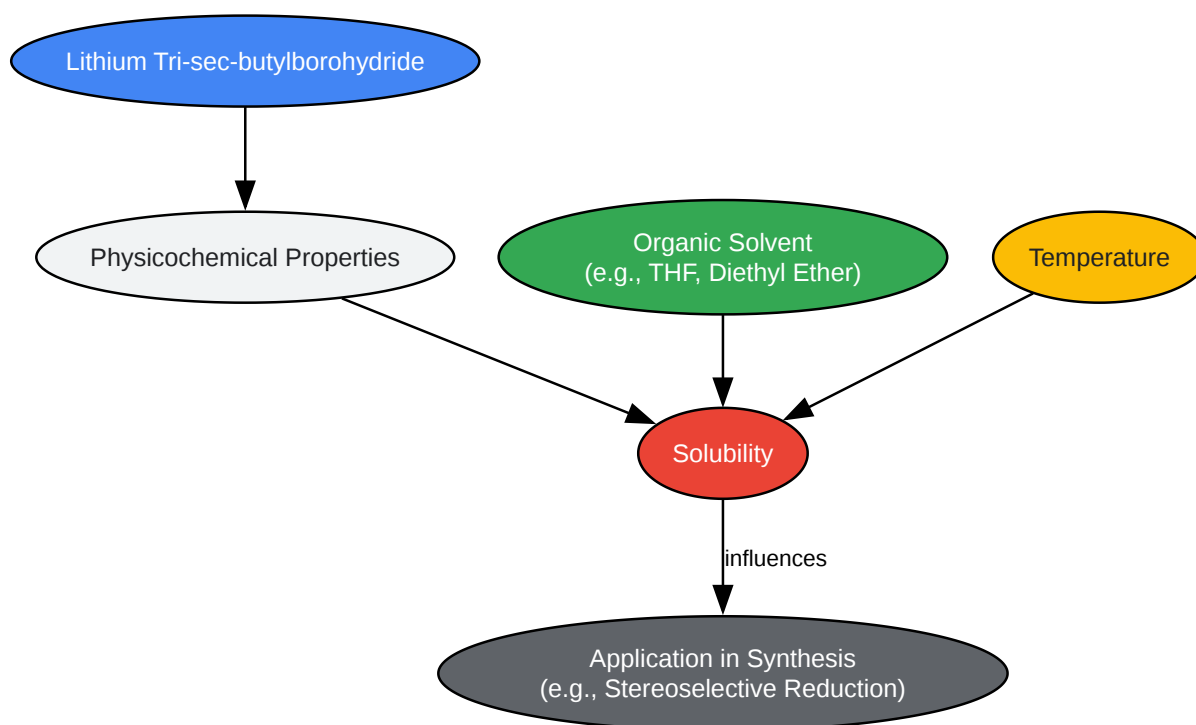 Lithium Tri-sec-butylborohydride
Physicochemical Properties
Organic Solvent
(e.g., THF, Diethyl Ether)
Temperature
Solubility
influences
Application in Synthesis
(e.g., Stereoselective Reduction)